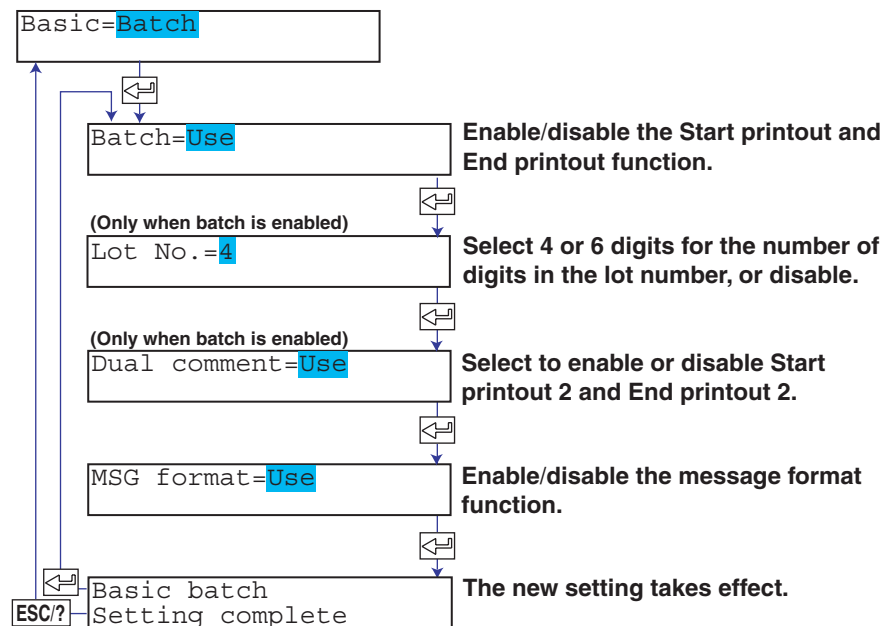 Basic=Batch
Batch=Use
Enable/disable the Start printout and
End printout function.
(Only when batch is enabled)
Lot No.=4
Select 4 or 6 digits for the number of
digits in the lot number, or disable.
(Only when batch is enabled)
Dual comment=Use
Select to enable or disable Start
printout 2 and End printout 2.
MSG format=Use
Enable/disable the message format
function.
Basic batch
Setting complete
The new setting takes effect.
ESC/?